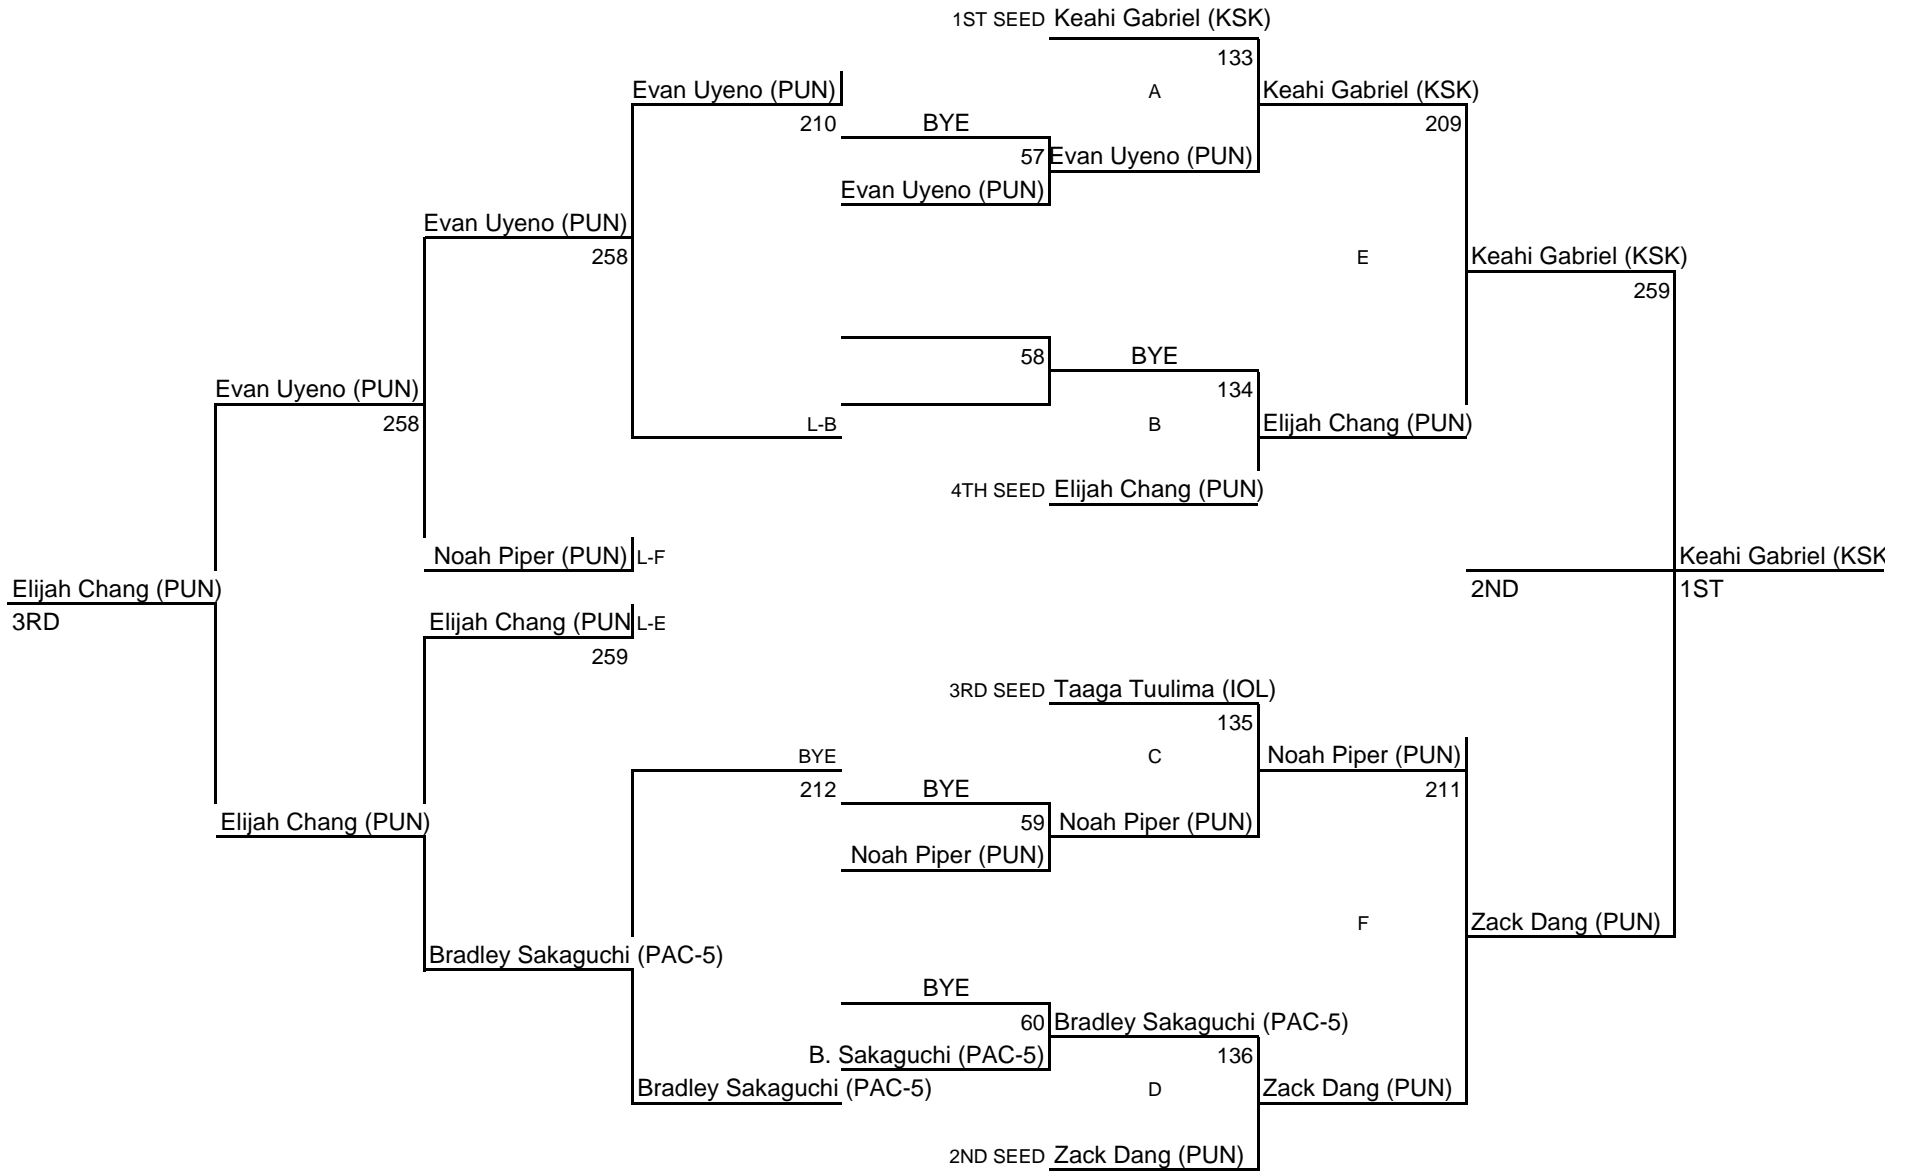 1ST SEED Keahi Gabriel (KSK)
133
Evan Uyeno (PUN) A Keahi Gabriel (KSK)
210 BYE 209
57 Evan Uyeno (PUN)
Evan Uyeno (PUN)
Evan Uyeno (PUN)
258 E Keahi Gabriel (KSK)
259
58 BYE
Evan Uyeno (PUN) 134
258 L-B B Elijah Chang (PUN)
4TH SEED Elijah Chang (PUN)
Noah Piper (PUN) L-F Keahi Gabriel (KSK
Elijah Chang (PUN) 2ND 1ST
3RD Elijah Chang (PUN L-E
259
3RD SEED Taaga Tuulima (IOL)
135
BYE C Noah Piper (PUN)
212 BYE 211
Elijah Chang (PUN) 59 Noah Piper (PUN)
Noah Piper (PUN)
F Zack Dang (PUN)
Bradley Sakaguchi (PAC-5)
BYE
60 Bradley Sakaguchi (PAC-5)
B. Sakaguchi (PAC-5) 136
Bradley Sakaguchi (PAC-5) D Zack Dang (PUN)
2ND SEED Zack Dang (PUN)